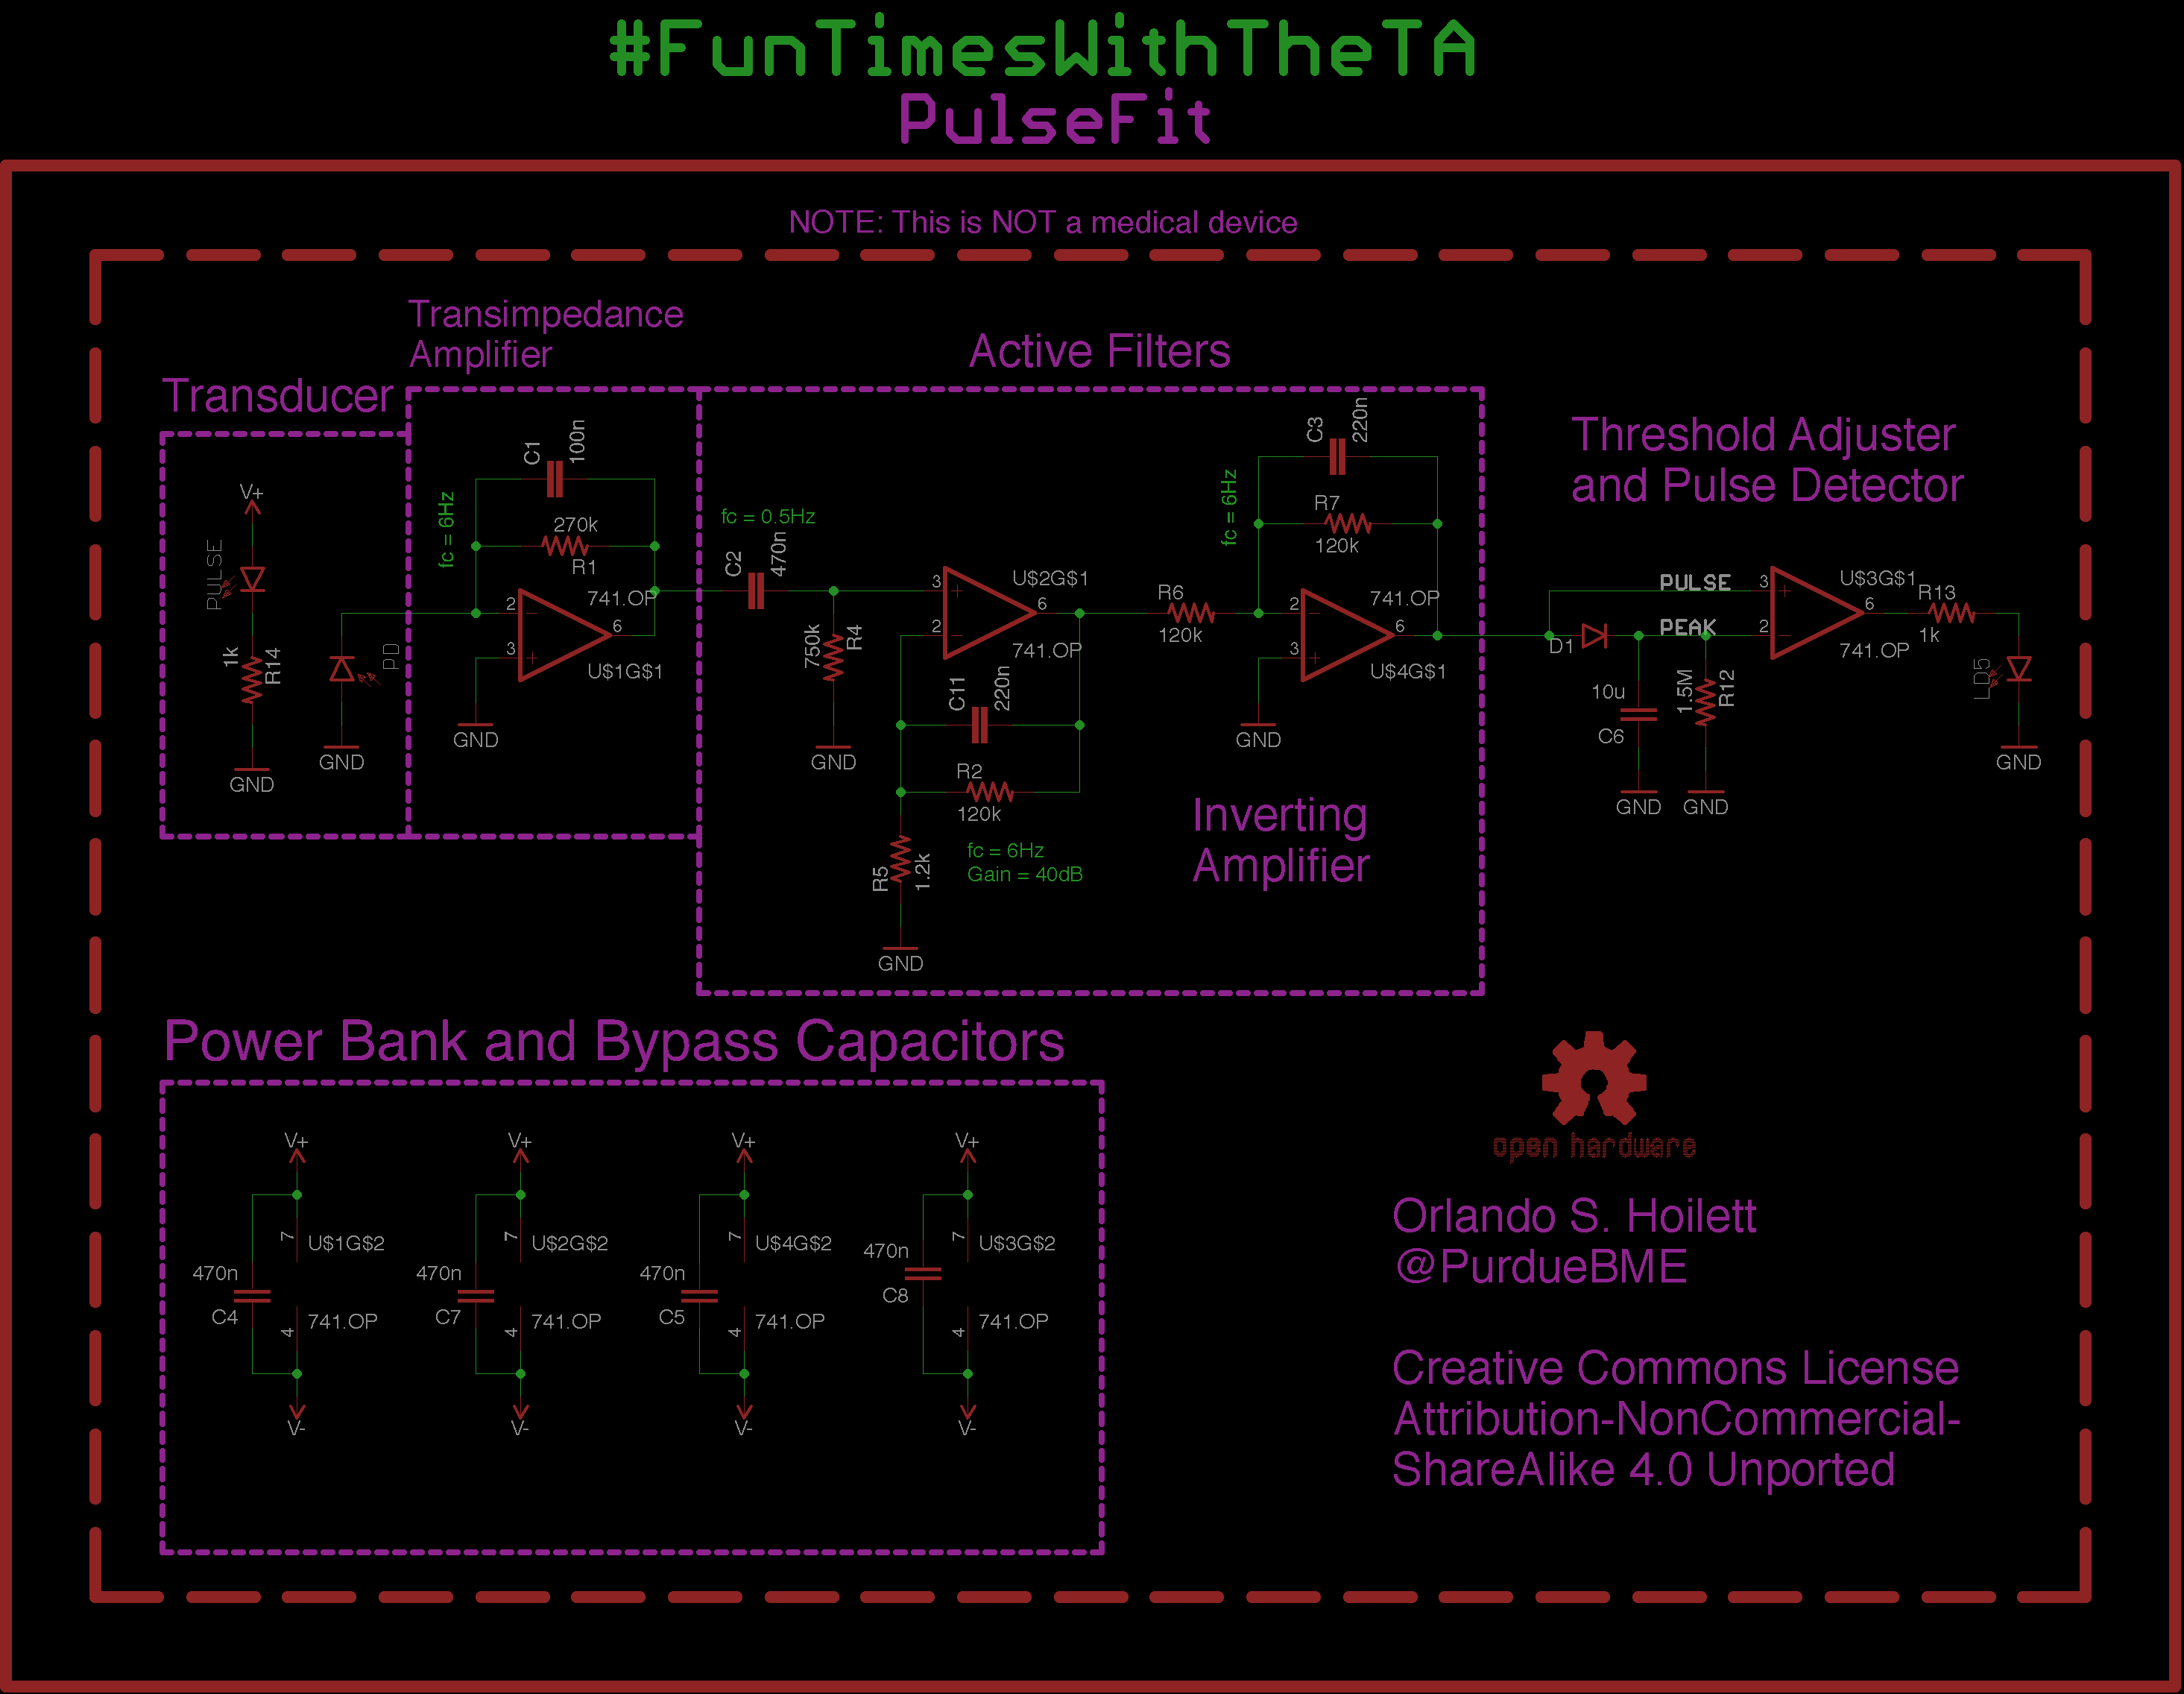 #FunTimesWithTheTA
PulseFit
NOTE: This is NOT a medical device
Transimpedance
Amplifier
Active Filters
Transducer
Threshold Adjuster
and Pulse Detector
V+
PULSE
1k
R14
GND
PD
GND
fc = 6Hz
C1
100n
270k
R1
2
3
6
741.OP
U$1G$1
GND
fc = 0.5Hz
C2
470n
750k
R4
GND
3
2
6
U$2G$1
741.OP
C11
220n
R2
120k
fc = 6Hz
Gain = 40dB
R5
1.2k
GND
R6
120k
fc = 6Hz
C3
220n
R7
120k
2
3
6
741.OP
U$4G$1
GND
Inverting
Amplifier
D1
PULSE
PEAK
10u
C6
GND
1.5M
R12
GND
3
2
6
U$3G$1
741.OP
R13
1k
LD5
GND
Power Bank and Bypass Capacitors
V+
7
U$1G$2
470n
C4
4
741.OP
V-
V+
7
U$2G$2
470n
C7
4
741.OP
V-
V+
7
U$4G$2
470n
C5
4
741.OP
V-
V+
7
U$3G$2
470n
C8
4
741.OP
V-
open hardware
Orlando S. Hoilett
@PurdueBME
Creative Commons License
Attribution-NonCommercial-
ShareAlike 4.0 Unported